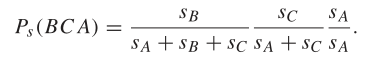 P_s(BCA) = \frac{s_B}{s_A + s_B + s_C} \frac{s_C}{s_A + s_C} \frac{s_A}{s_A}.